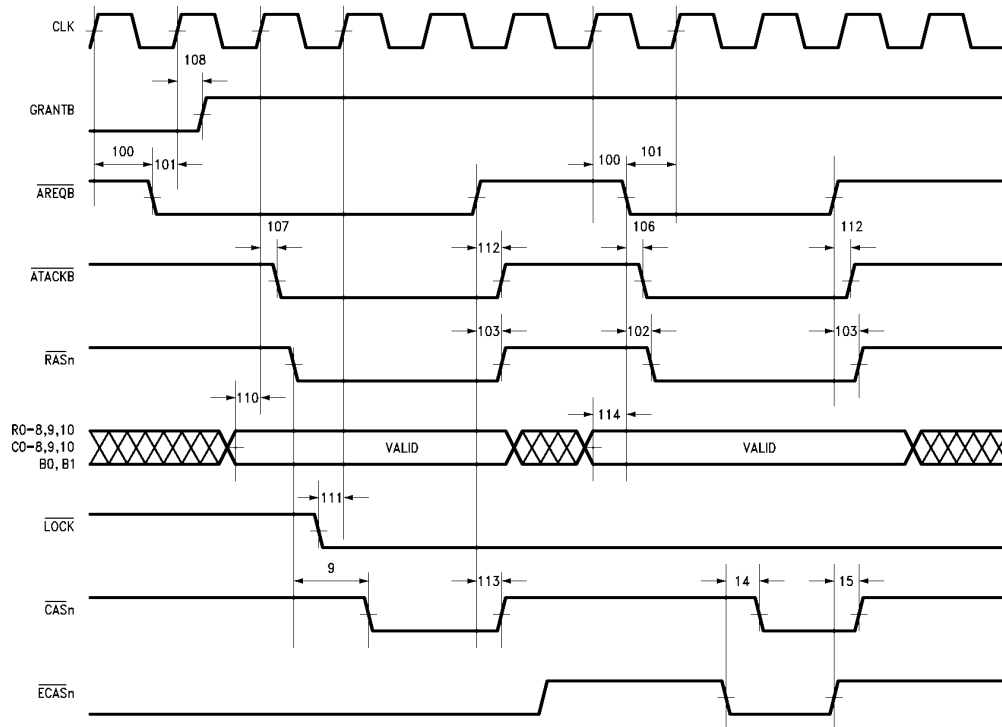 CLK
108
GRANTB
100 101 100 101
AREQB
107 112 106 112
ATACKB
103 102 103
RASn
110 114
R0-8,9,10
C0-8,9,10 VALID VALID
B0,B1
111
LOCK
9 113 14 15
CASn
ECASn